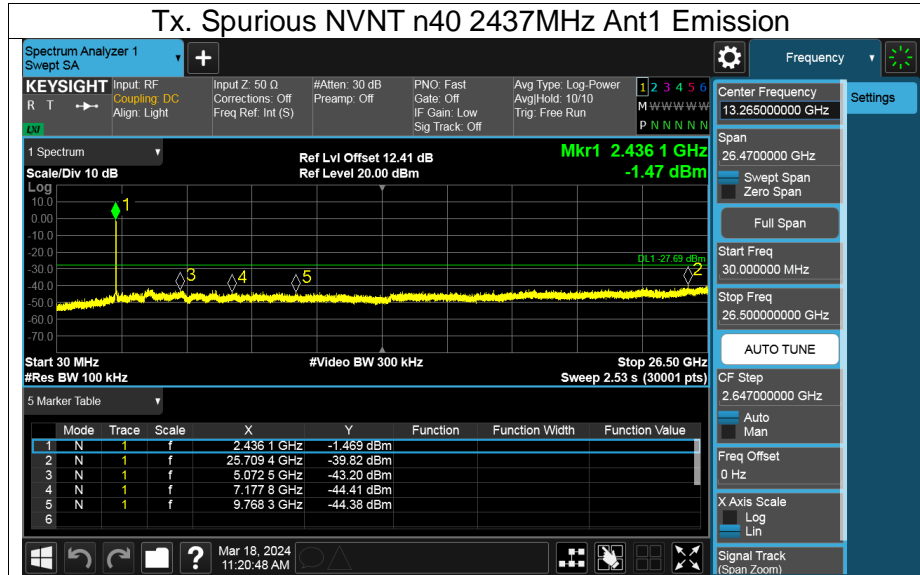 Tx. Spurious NVNT n40 2437MHz Ant1 Emission
Spectrum Analyzer 1
Swept SA
+
Frequency
KEYSIGHT
R T
LXI
Input: RF
Coupling: DC
Align: Light
Input Z: 50 Ω
Corrections: Off
Freq Ref: Int (S)
#Atten: 30 dB
Preamp: Off
PNO: Fast
Gate: Off
IF Gain: Low
Sig Track: Off
Avg Type: Log-Power
Avg|Hold: 10/10
Trig: Free Run
1 2 3 4 5 6
M W W W W W
P N N N N N
1 Spectrum
Scale/Div 10 dB
Ref Lvl Offset 12.41 dB
Ref Level 20.00 dBm
Mkr1 2.436 1 GHz
-1.47 dBm
Log
10.0
0.00
-10.0
-20.0
-30.0
-40.0
-50.0
-60.0
-70.0
1
DL1 -27.69 dBm
2
3
4
5
Start 30 MHz
#Res BW 100 kHz
#Video BW 300 kHz
Stop 26.50 GHz
Sweep 2.53 s (30001 pts)
5 Marker Table
Mode Trace Scale X Y Function Function Width Function Value
1 N 1 f 2.436 1 GHz -1.469 dBm
2 N 1 f 25.709 4 GHz -39.82 dBm
3 N 1 f 5.072 5 GHz -43.20 dBm
4 N 1 f 7.177 8 GHz -44.41 dBm
5 N 1 f 9.768 3 GHz -44.38 dBm
6
?
Mar 18, 2024
11:20:48 AM
Center Frequency
13.265000000 GHz
Settings
Span
26.4700000 GHz
Swept Span
Zero Span
Full Span
Start Freq
30.000000 MHz
Stop Freq
26.500000000 GHz
AUTO TUNE
CF Step
2.647000000 GHz
Auto
Man
Freq Offset
0 Hz
X Axis Scale
Log
Lin
Signal Track
(Span Zoom)